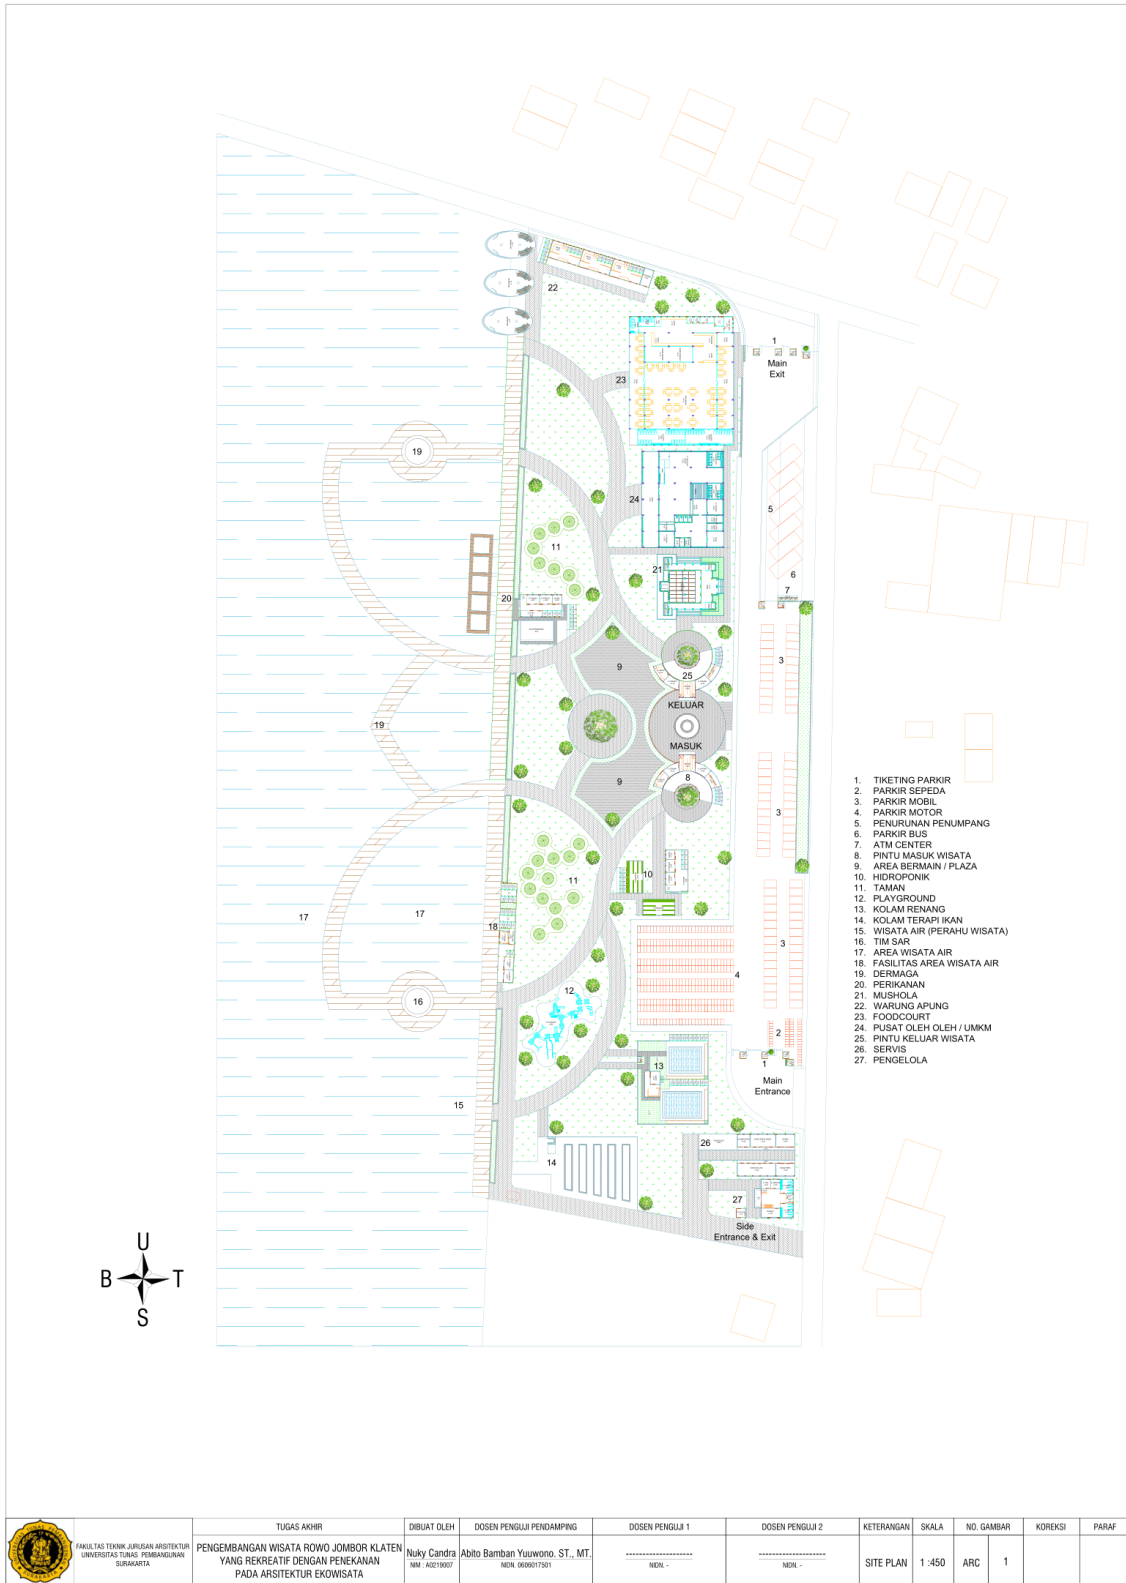 22
1
Main
Exit
23
19
24
5
11
21
6
7
20
3
9
25
KELUAR
19
MASUK
8
9
3
10
11
17
17
18
3
4
12
16
2
1
13
Main
Entrance
15
26
14
27
Side
Entrance & Exit
1. TIKETING PARKIR
2. PARKIR SEPEDA
3. PARKIR MOBIL
4. PARKIR MOTOR
5. PENURUNAN PENUMPANG
6. PARKIR BUS
7. ATM CENTER
8. PINTU MASUK WISATA
9. AREA BERMAIN / PLAZA
10. HIDROPONIK
11. TAMAN
12. PLAYGROUND
13. KOLAM RENANG
14. KOLAM TERAPI IKAN
15. WISATA AIR (PERAHU WISATA)
16. TIM SAR
17. AREA WISATA AIR
18. FASILITAS AREA WISATA AIR
19. DERMAGA
20. PERIKANAN
21. MUSHOLA
22. WARUNG APUNG
23. FOODCOURT
24. PUSAT OLEH OLEH / UMKM
25. PINTU KELUAR WISATA
26. SERVIS
27. PENGELOLA
U
B T
S
FAKULTAS TEKNIK JURUSAN ARSITEKTUR
UNIVERSITAS TUNAS PEMBANGUNAN
SURAKARTA
TUGAS AKHIR
PENGEMBANGAN WISATA ROWO JOMBOR KLATEN
YANG REKREATIF DENGAN PENEKANAN
PADA ARSITEKTUR EKOWISATA
DIBUAT OLEH
Nuky Candra
NIM : A0219007
DOSEN PENGUJI PENDAMPING
Abito Bamban Yuuwono. ST., MT.
NIDN. 0606017501
DOSEN PENGUJI 1
-------------------
NIDN. -
DOSEN PENGUJI 2
-------------------
NIDN. -
KETERANGAN
SITE PLAN
SKALA
1 :450
NO. GAMBAR
ARC 1
KOREKSI
PARAF